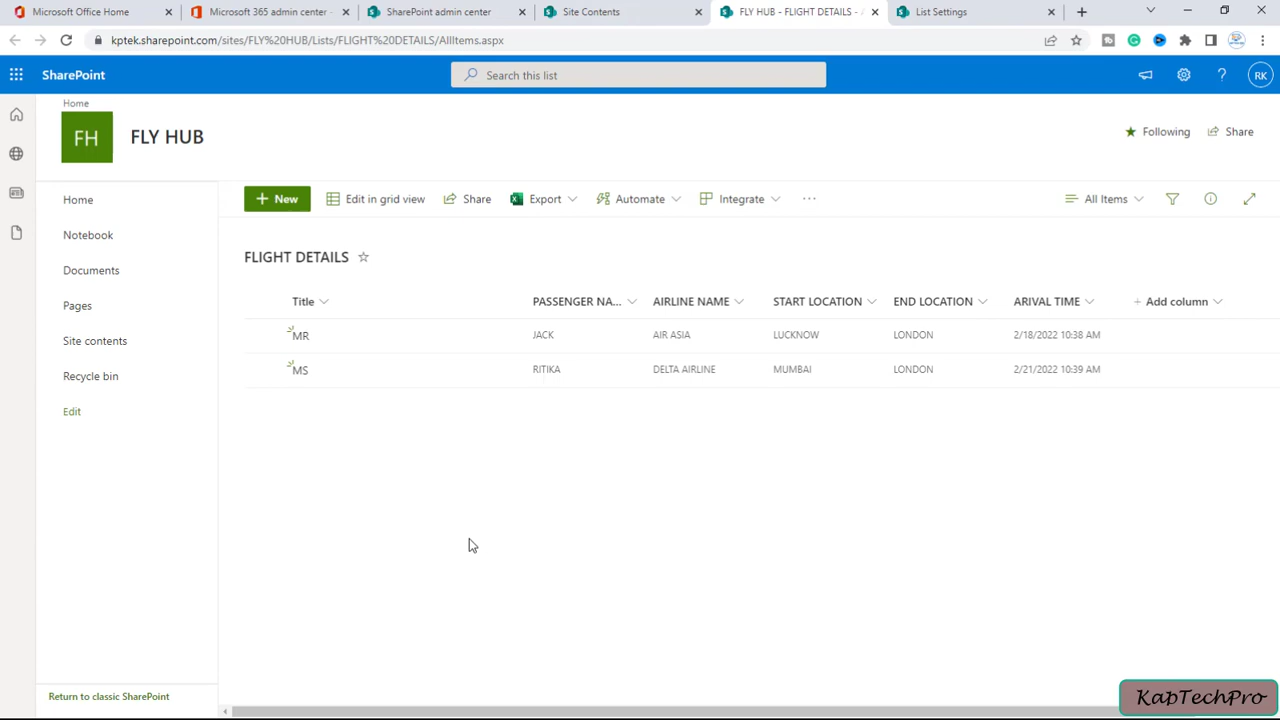 Microsoft Office Home
Microsoft 365 admin center -
SharePoint admin center
Site Contents
FLY HUB - FLIGHT DETAILS - A
List Settings
kptek.sharepoint.com/sites/FLY%20HUB/Lists/FLIGHT%20DETAILS/AllItems.aspx
SharePoint
Search this list
RK
Home
FH
FLY HUB
Following
Share
Home
Notebook
Documents
Pages
Site contents
Recycle bin
Edit
Return to classic SharePoint
+ New
Edit in grid view
Share
Export
Automate
Integrate
...
All Items
FLIGHT DETAILS
Title PASSENGER NA... AIRLINE NAME START LOCATION END LOCATION ARIVAL TIME + Add column
MR JACK AIR ASIA LUCKNOW LONDON 2/18/2022 10:38 AM
MS RITIKA DELTA AIRLINE MUMBAI LONDON 2/21/2022 10:39 AM
KapTechPro